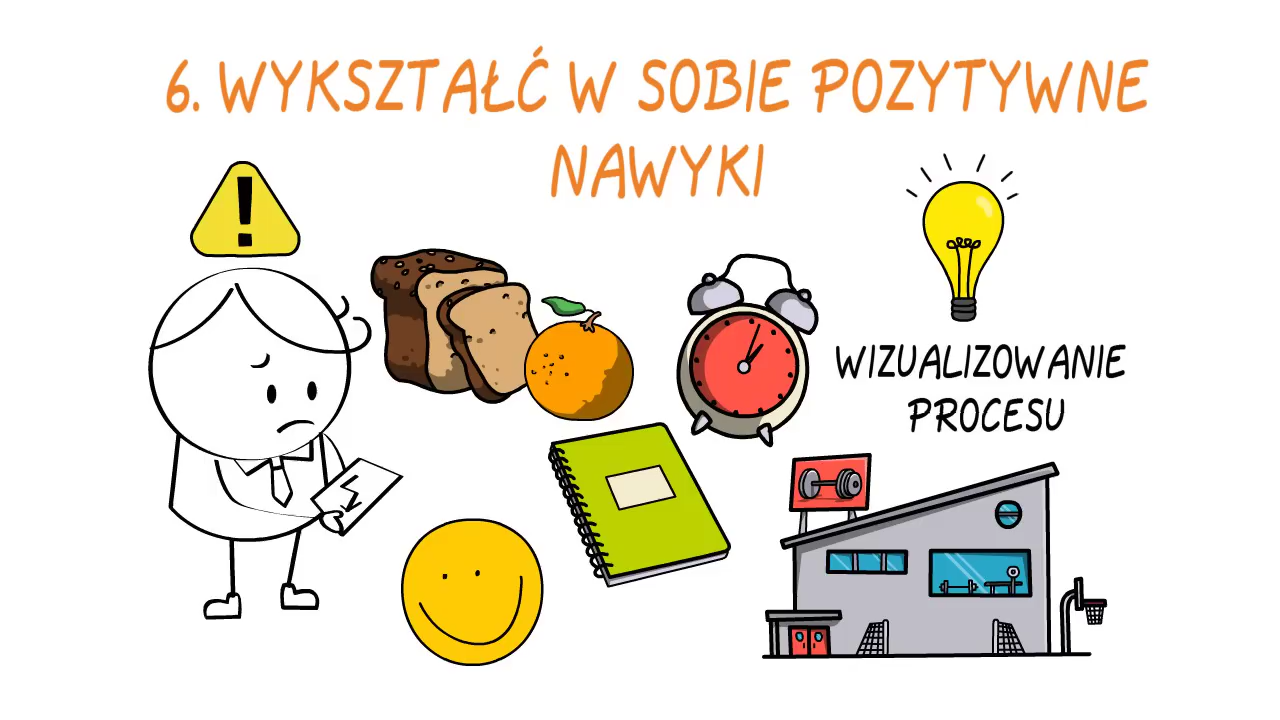 6. WYKSZTAŁĆ W SOBIE POZYTYWNE
NAWYKI
WIZUALIZOWANIE
PROCESU